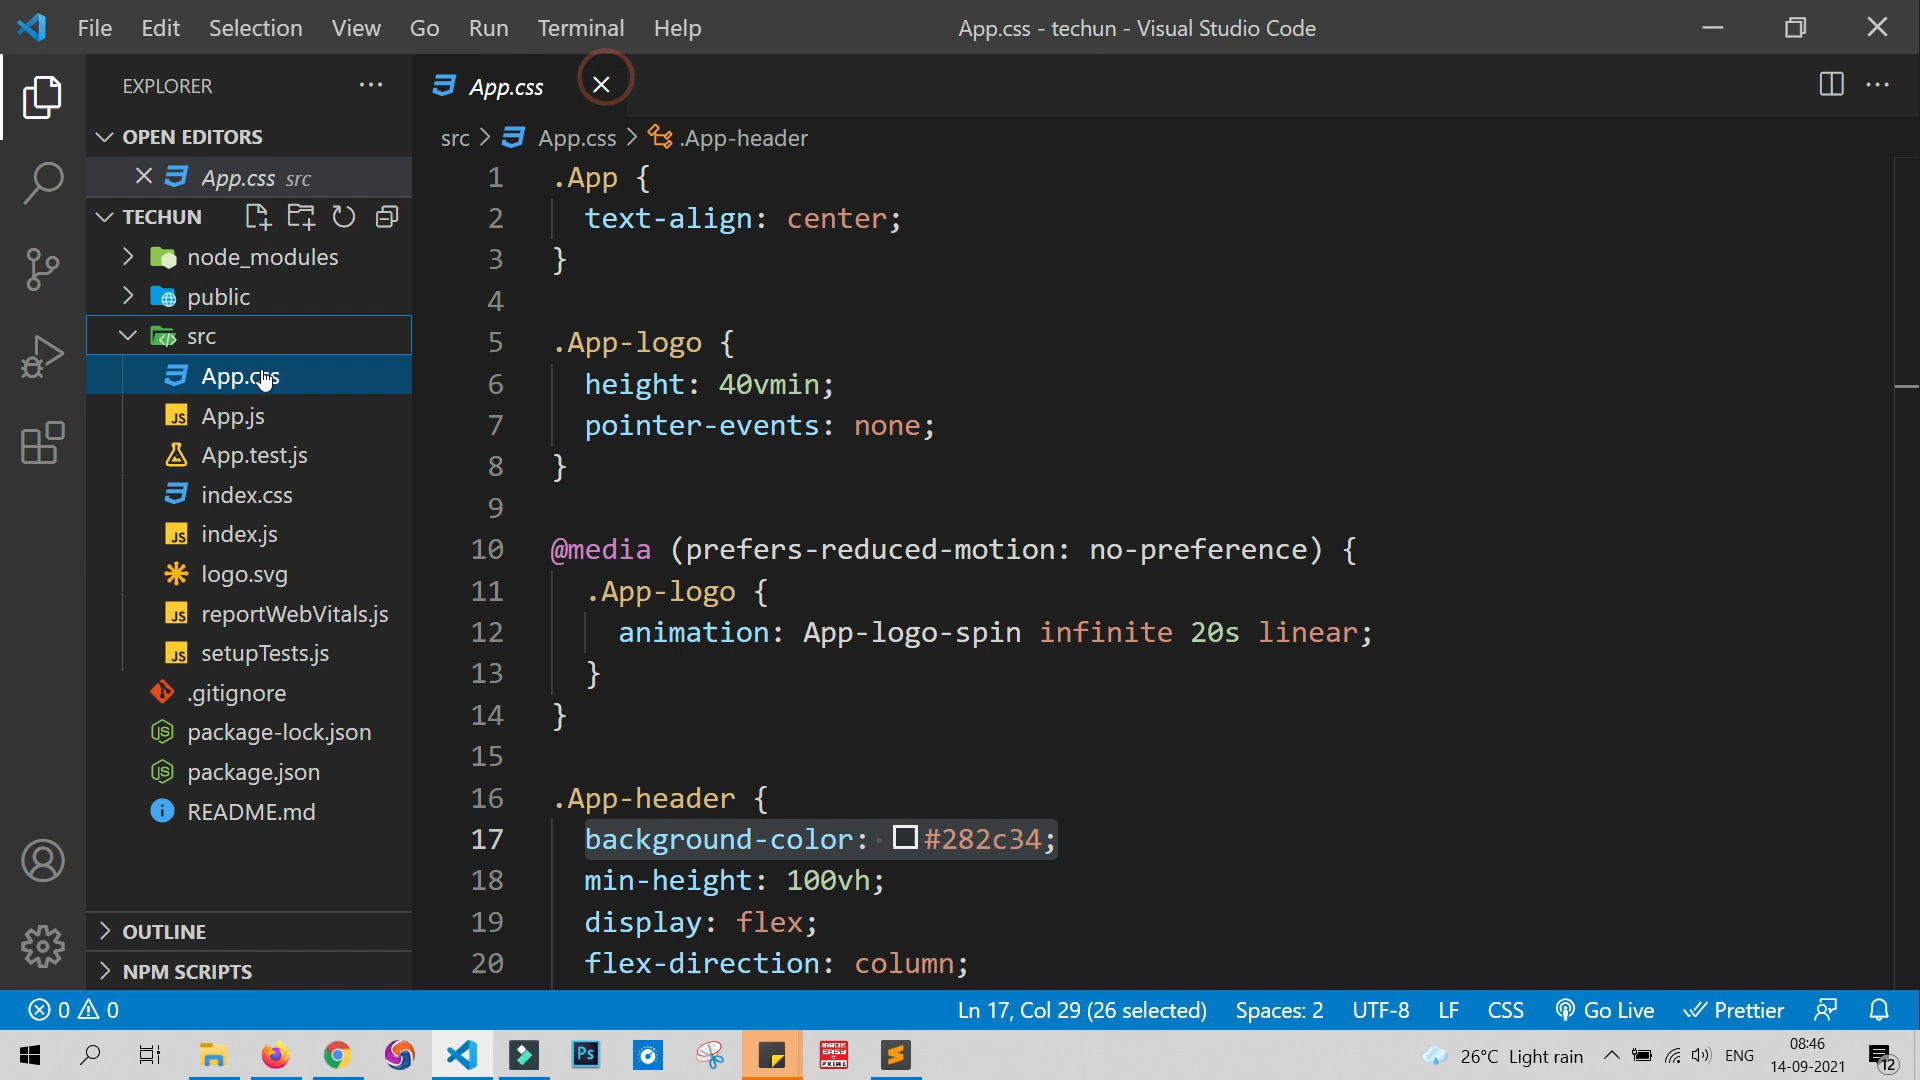 File Edit Selection View Go Run Terminal Help
App.css - techun - Visual Studio Code
EXPLORER
App.css
OPEN EDITORS
App.css src
TECHUN
node_modules
public
src
App.css
App.js
App.test.js
index.css
index.js
logo.svg
reportWebVitals.js
setupTests.js
.gitignore
package-lock.json
package.json
README.md
OUTLINE
NPM SCRIPTS
src > App.css > .App-header
1 .App {
2 text-align: center;
3 }
4
5 .App-logo {
6 height: 40vmin;
7 pointer-events: none;
8 }
9
10 @media (prefers-reduced-motion: no-preference) {
11 .App-logo {
12 animation: App-logo-spin infinite 20s linear;
13 }
14 }
15
16 .App-header {
17 background-color: #282c34;
18 min-height: 100vh;
19 display: flex;
20 flex-direction: column;
0 0 Ln 17, Col 29 (26 selected) Spaces: 2 UTF-8 LF CSS Go Live Prettier
Ps
26°C Light rain ENG
08:46
14-09-2021
12